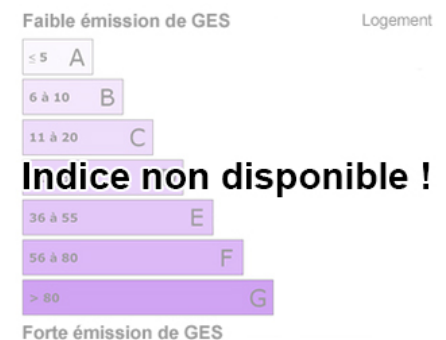 Faible émission de GES
Logement
≤ 5 A
6 à 10 B
11 à 20 C
Indice non disponible !
36 à 55 E
56 à 80 F
> 80 G
Forte émission de GES